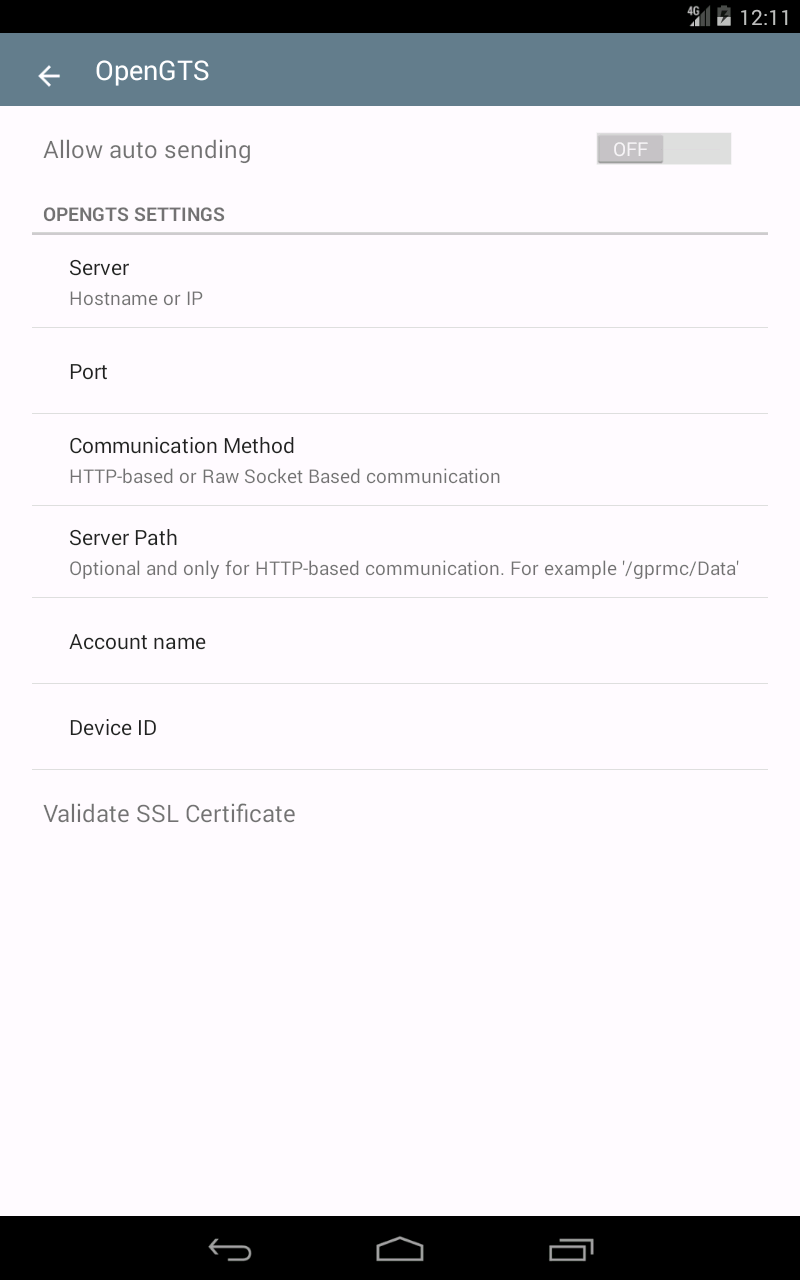 4G 12:11
OpenGTS
Allow auto sending OFF
OPENGTS SETTINGS
Server
Hostname or IP
Port
Communication Method
HTTP-based or Raw Socket Based communication
Server Path
Optional and only for HTTP-based communication. For example '/gprmc/Data'
Account name
Device ID
Validate SSL Certificate